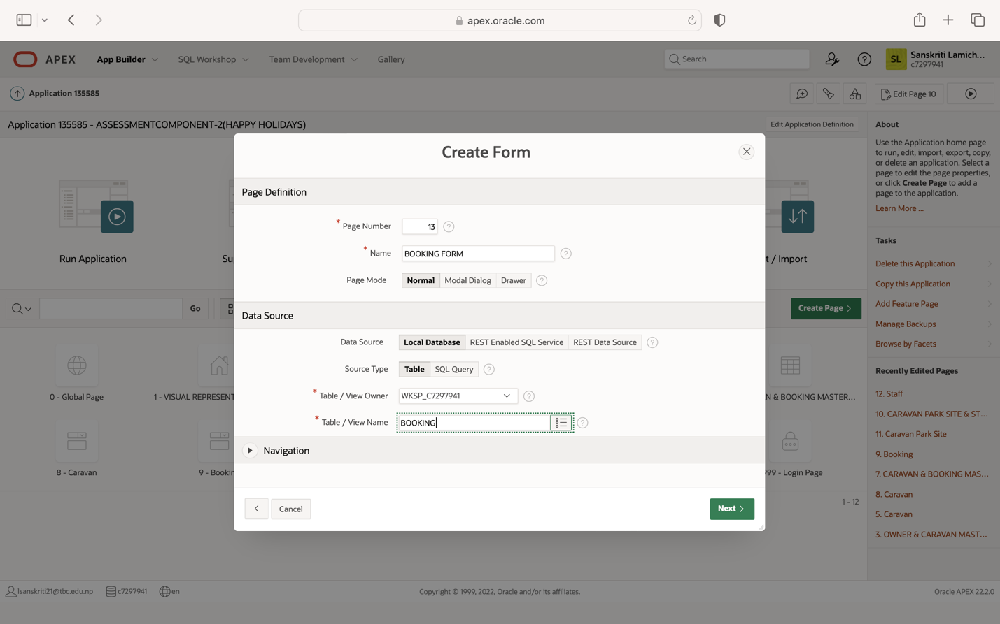 apex.oracle.com
APEX
App Builder
SQL Workshop
Team Development
Gallery
Search
SL
Sanskriti Lamich...
c7297941
Application 135585
Edit Page 10
Application 135585 - ASSESSMENTCOMPONENT-2(HAPPY HOLIDAYS)
Edit Application Definition
About
Use the Application home page
to run, edit, import, export, copy,
or delete an application. Select a
page to edit the page properties,
or click Create Page to add a
page to the application.
Learn More ...
Create Form
Page Definition
* Page Number 13
* Name BOOKING FORM
Page Mode Normal Modal Dialog Drawer
Data Source
Data Source Local Database REST Enabled SQL Service REST Data Source
Source Type Table SQL Query
* Table / View Owner WKSP_C7297941
* Table / View Name BOOKING
Navigation
Cancel
Next
Run Application
Su
t / Import
Go
Create Page
0 - Global Page
1 - VISUAL REPRESENT
N & BOOKING MASTER...
8 - Caravan
9 - Bookin
999 - Login Page
1 - 12
Tasks
Delete this Application
Copy this Application
Add Feature Page
Manage Backups
Browse by Facets
Recently Edited Pages
12. Staff
10. CARAVAN PARK SITE & ST...
11. Caravan Park Site
9. Booking
7. CARAVAN & BOOKING MAS...
8. Caravan
5. Caravan
3. OWNER & CARAVAN MAST...
lsanskriti21@tbc.edu.np
c7297941
en
Copyright © 1999, 2022, Oracle and/or its affiliates.
Oracle APEX 22.2.0